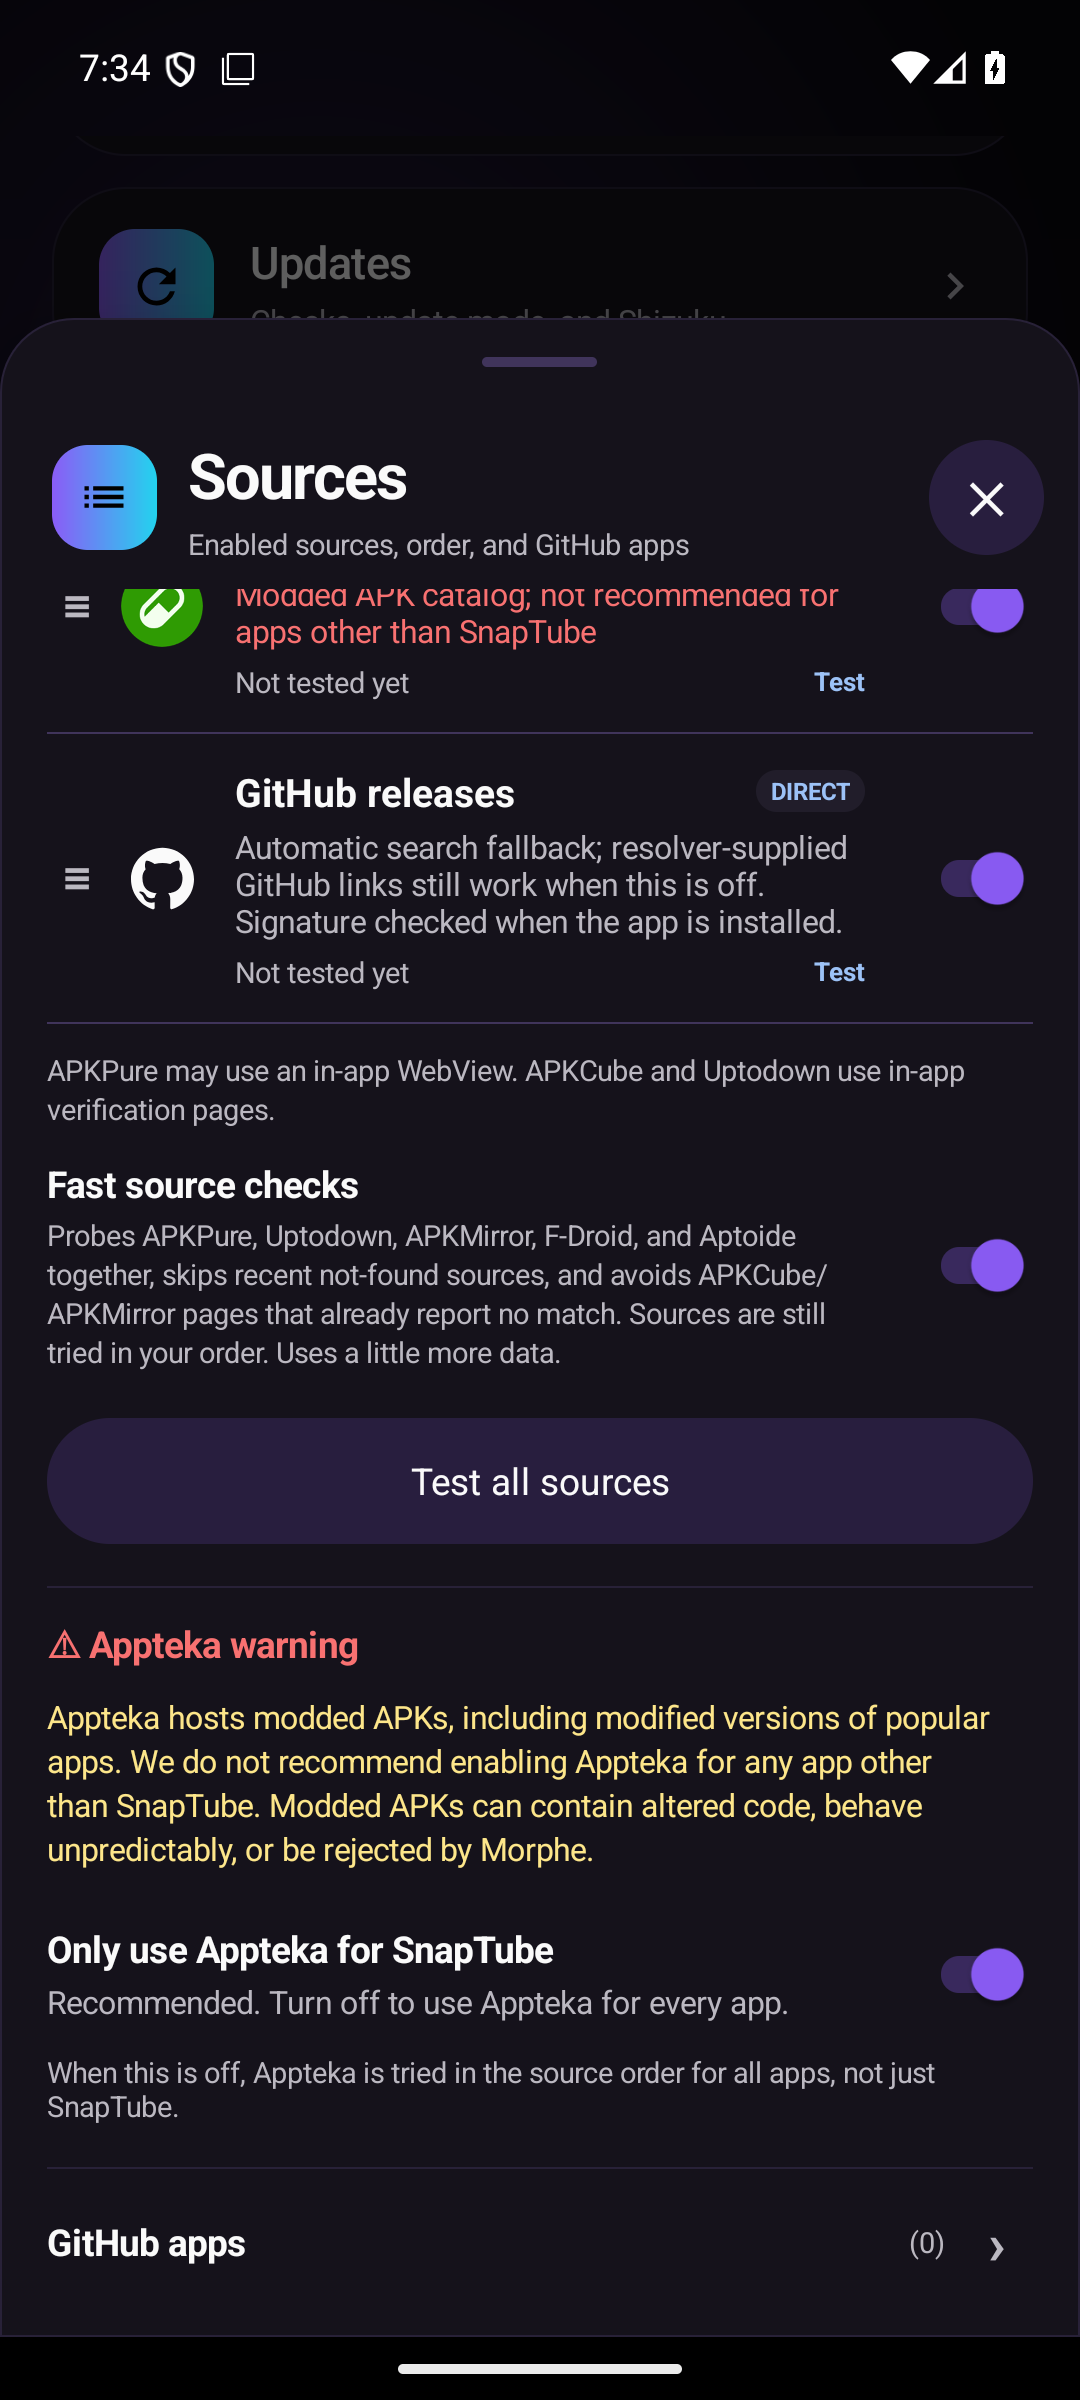 7:34
Updates
Checks, update mode, and Shizuku
Sources
Enabled sources, order, and GitHub apps
Modded APK catalog; not recommended for
apps other than SnapTube
Not tested yet
Test
GitHub releases
DIRECT
Automatic search fallback; resolver-supplied
GitHub links still work when this is off.
Signature checked when the app is installed.
Not tested yet
Test
APKPure may use an in-app WebView. APKCube and Uptodown use in-app
verification pages.
Fast source checks
Probes APKPure, Uptodown, APKMirror, F-Droid, and Aptoide
together, skips recent not-found sources, and avoids APKCube/
APKMirror pages that already report no match. Sources are still
tried in your order. Uses a little more data.
Test all sources
⚠ Appteka warning
Appteka hosts modded APKs, including modified versions of popular
apps. We do not recommend enabling Appteka for any app other
than SnapTube. Modded APKs can contain altered code, behave
unpredictably, or be rejected by Morphe.
Only use Appteka for SnapTube
Recommended. Turn off to use Appteka for every app.
When this is off, Appteka is tried in the source order for all apps, not just
SnapTube.
GitHub apps
(0)